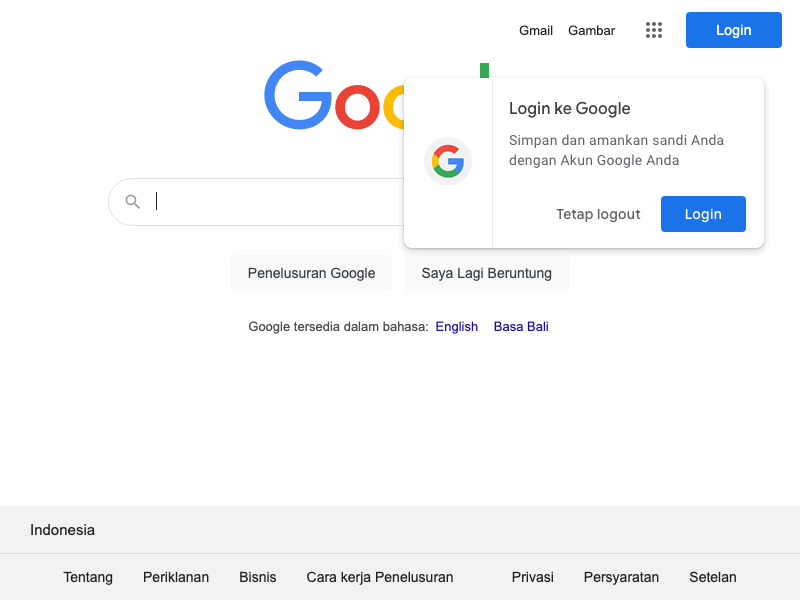 Gmail Gambar Login
Goo
Login ke Google
Simpan dan amankan sandi Anda
dengan Akun Google Anda
Tetap logout Login
Penelusuran Google Saya Lagi Beruntung
Google tersedia dalam bahasa: English Basa Bali
Indonesia
Tentang Periklanan Bisnis Cara kerja Penelusuran Privasi Persyaratan Setelan